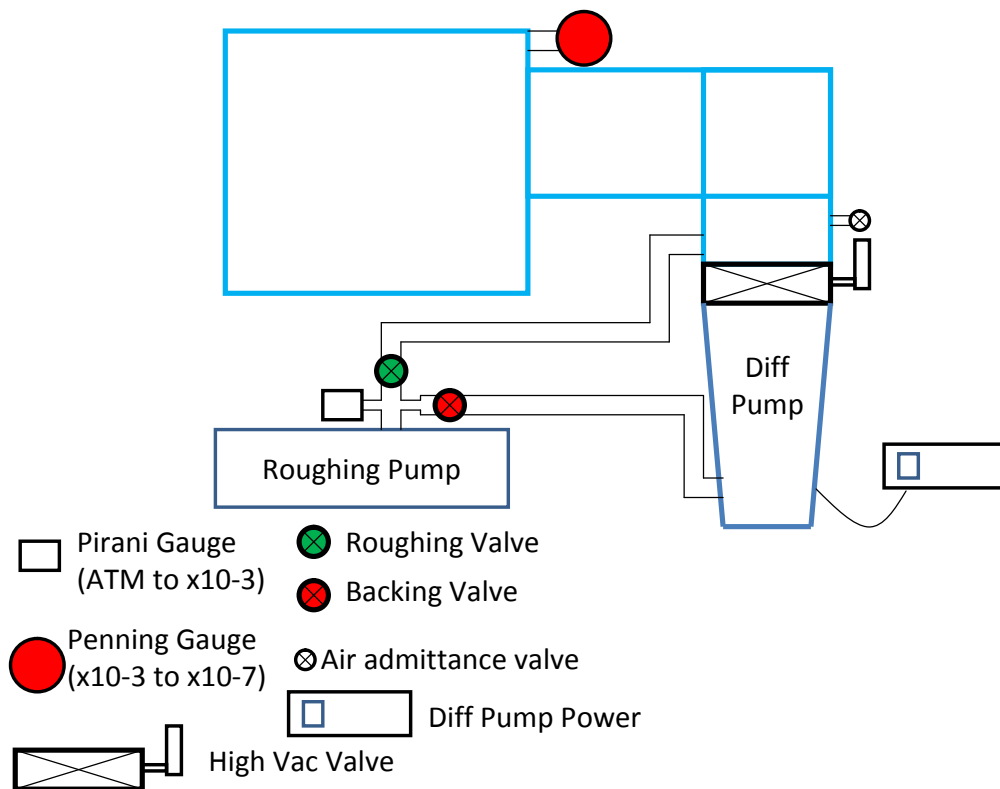 Diff
Pump
Roughing Pump
Pirani Gauge
(ATM to x10-3)
Roughing Valve
Backing Valve
Penning Gauge
(x10-3 to x10-7)
Air admittance valve
Diff Pump Power
High Vac Valve